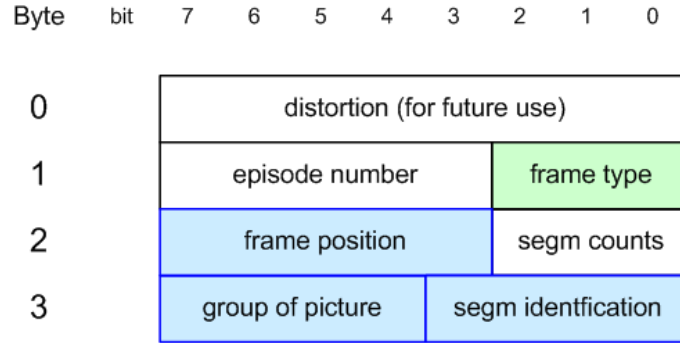 Byte bit 7 6 5 4 3 2 1 0
0 distortion (for future use)
1 episode number frame type
2 frame position segm counts
3 group of picture segm identfication